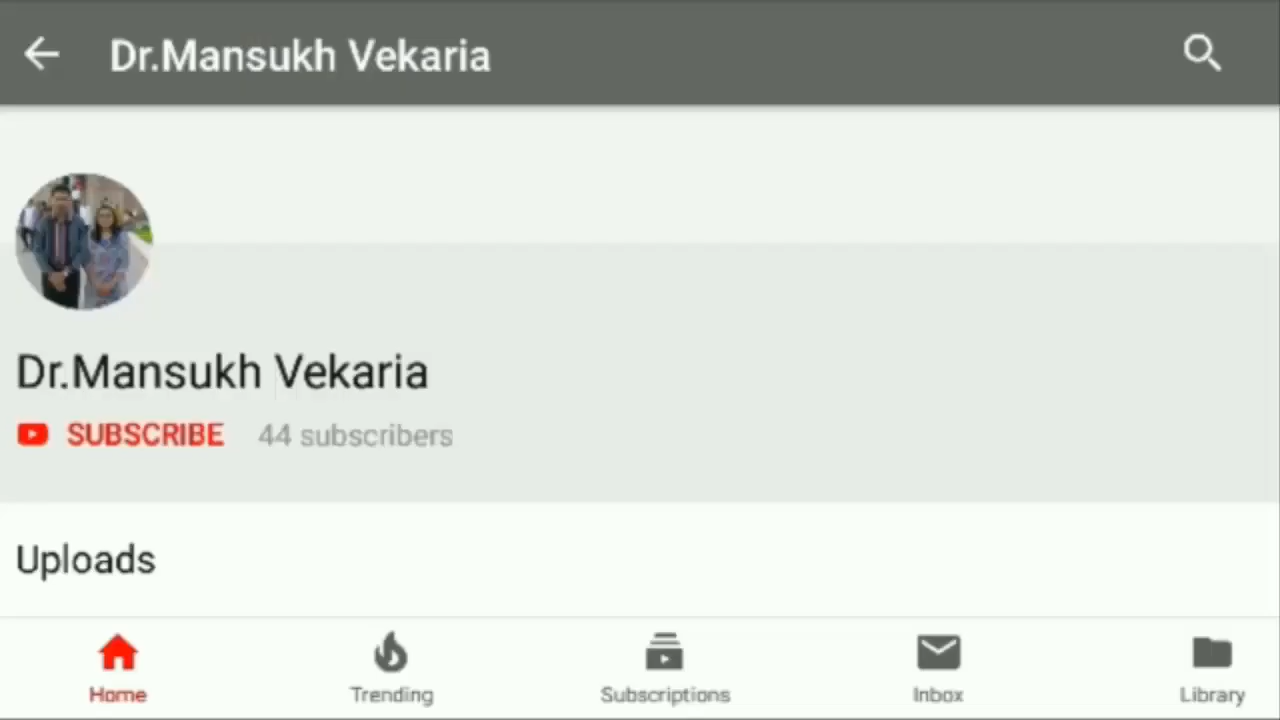 Dr.Mansukh Vekaria
Dr.Mansukh Vekaria
SUBSCRIBE 44 subscribers
Uploads
Home Trending Subscriptions Inbox Library